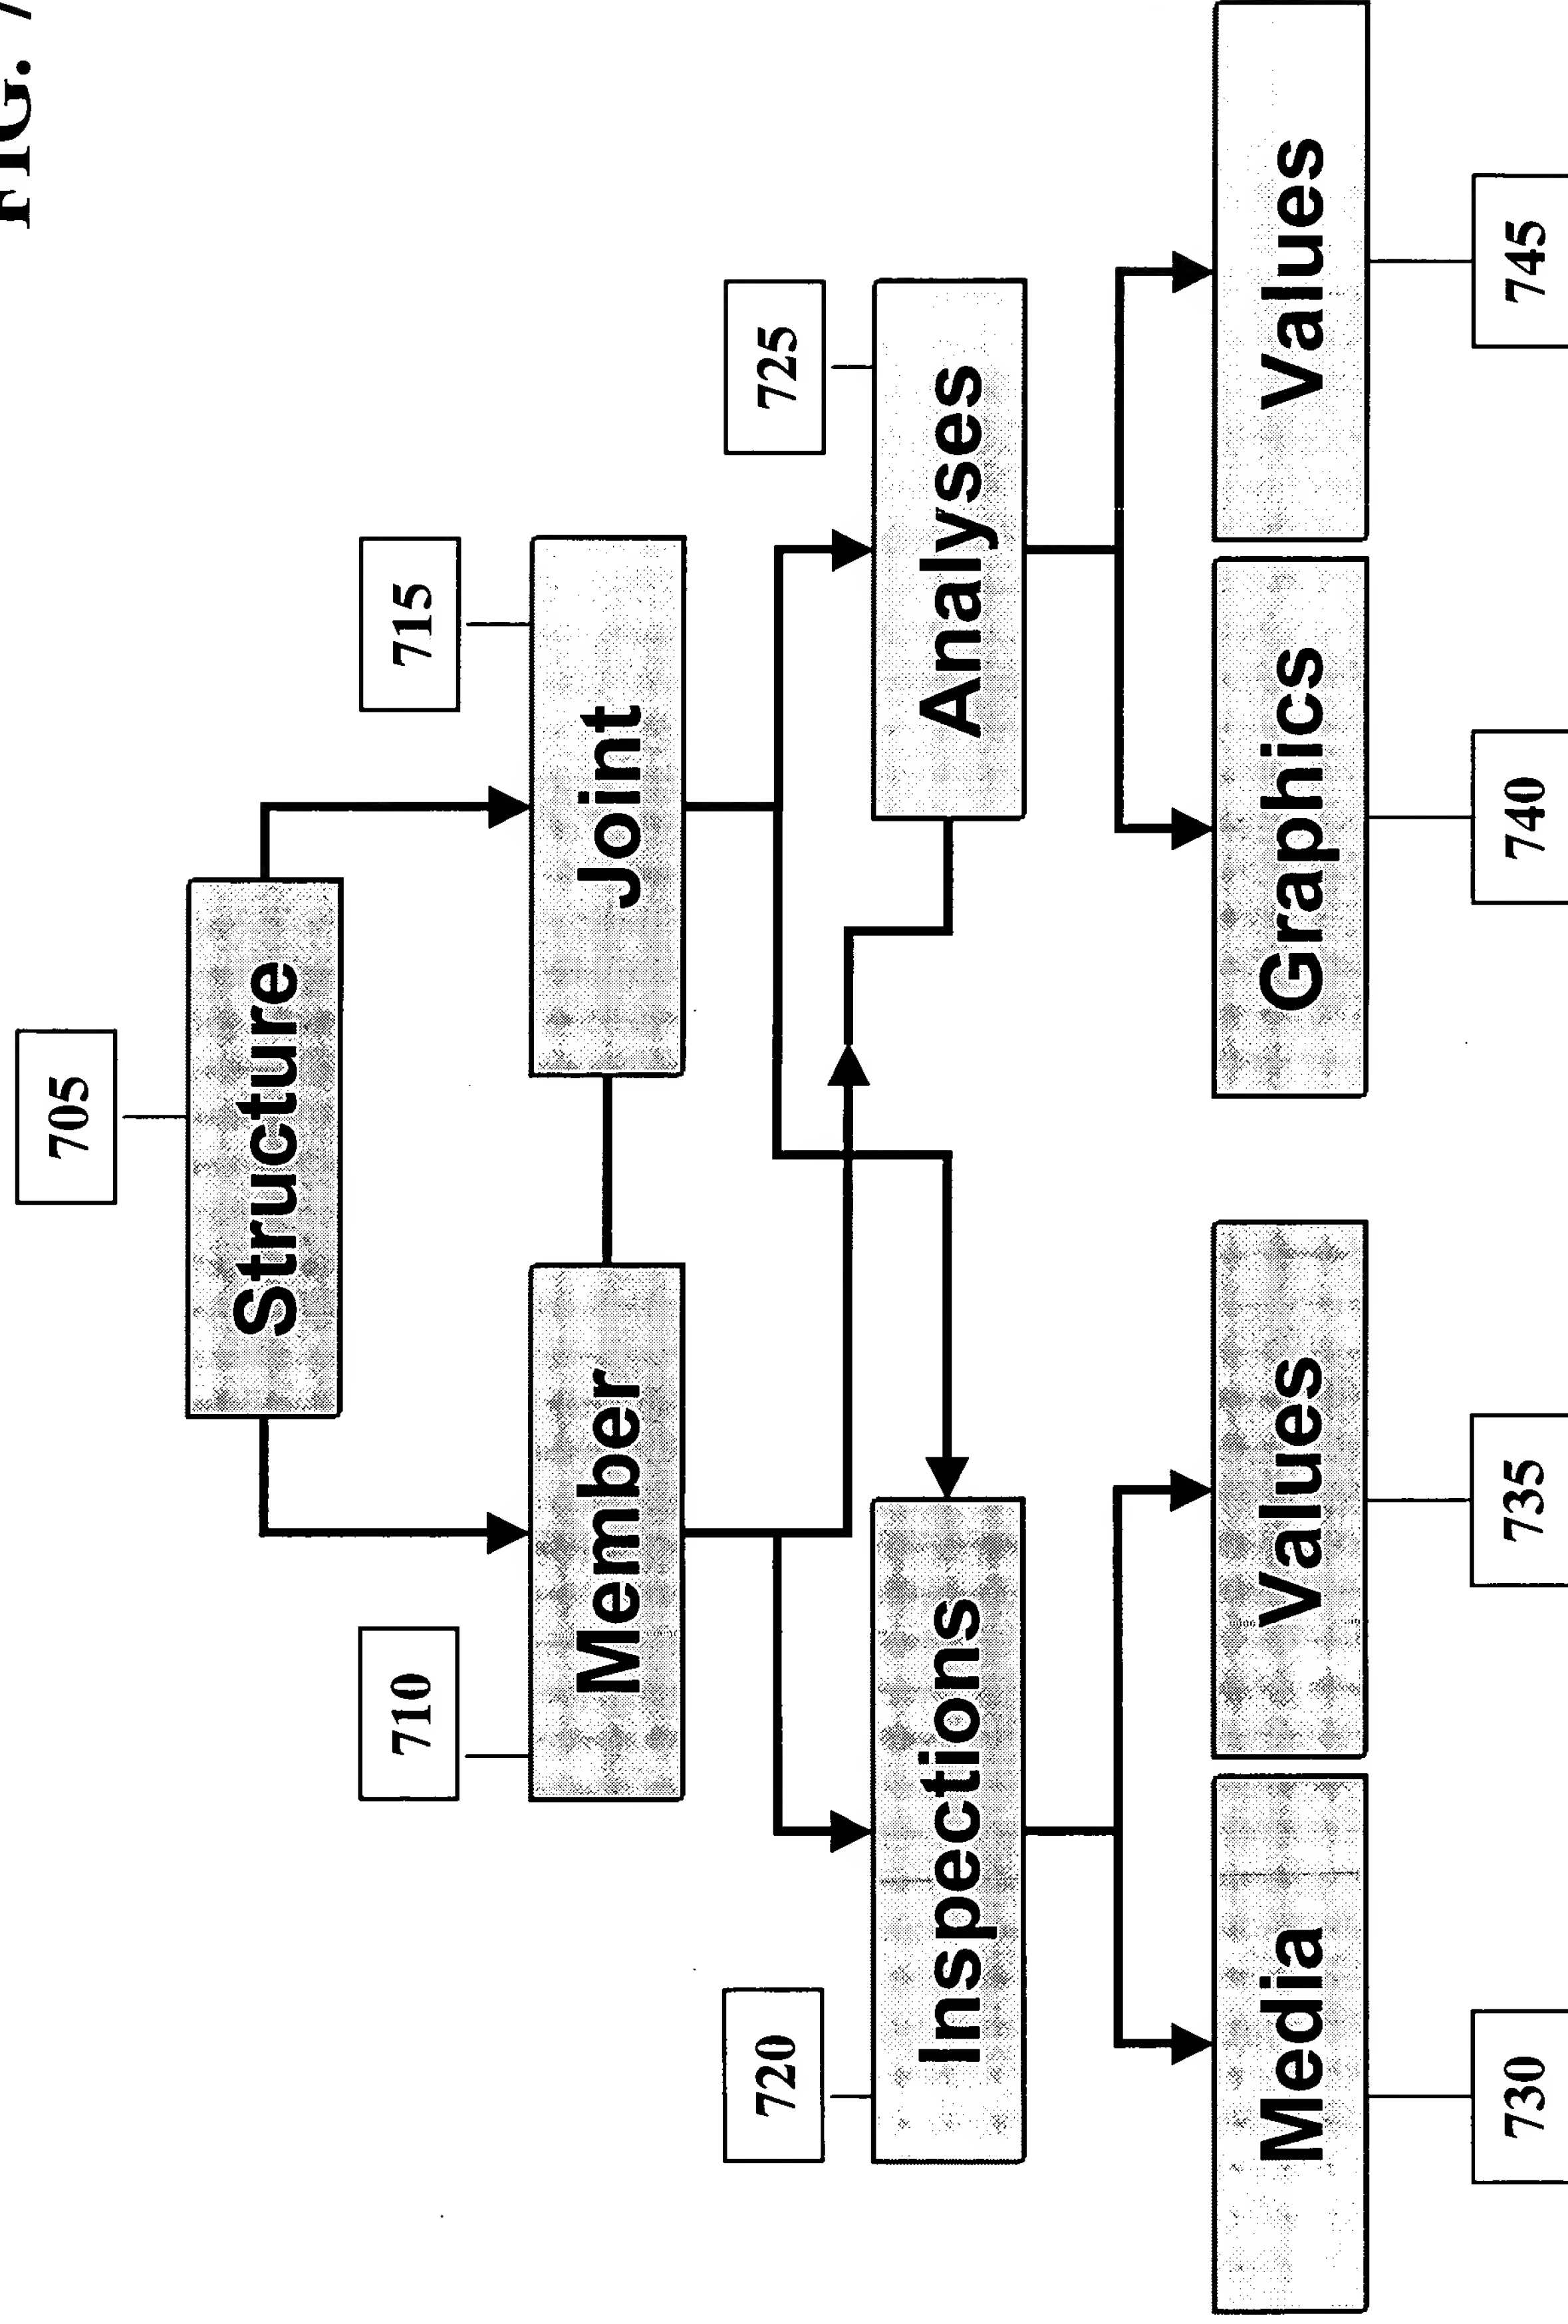 FIG. 7
705
Structure
710
715
Member
Joint
720
725
Inspections
Analyses
Media
Values
Graphics
Values
730
735
740
745